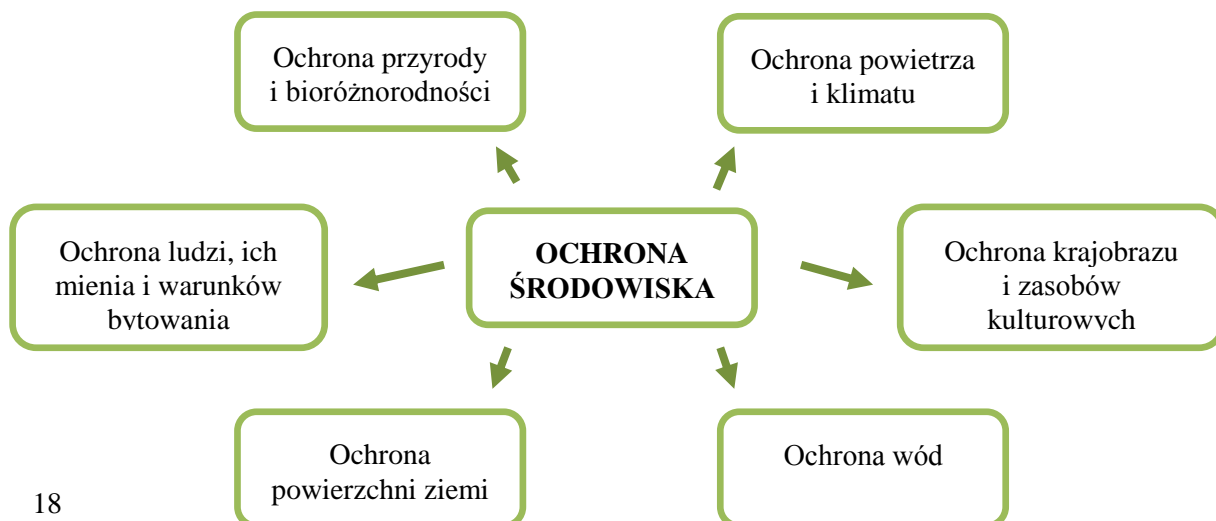 Ochrona przyrody
i bioróżnorodności
Ochrona powietrza
i klimatu
Ochrona ludzi, ich
mienia i warunków
bytowania
OCHRONA
ŚRODOWISKA
Ochrona krajobrazu
i zasobów
kulturowych
Ochrona
powierzchni ziemi
Ochrona wód
18